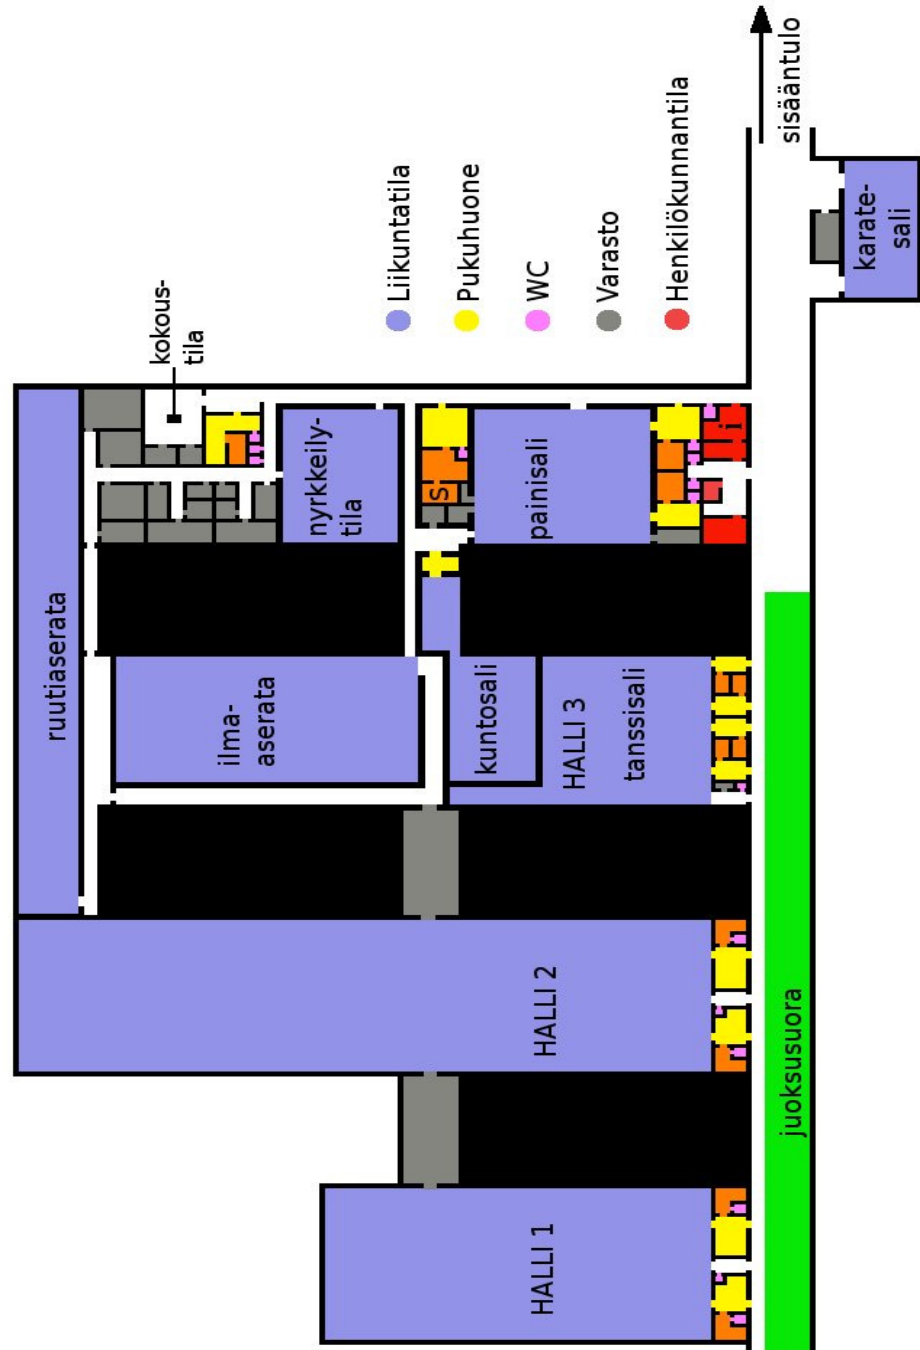 sisääntulo
karate-
sali
kokous-
tila
Liikuntatila
Pukuhuone
WC
Varasto
Henkilökunnantila
ruutiaserata
nyrkkeily-
tila
s
painisali
i
ilma-
aserata
kuntosali
HALLI 3
tanssisali
HALLI 2
juoksusuora
HALLI 1